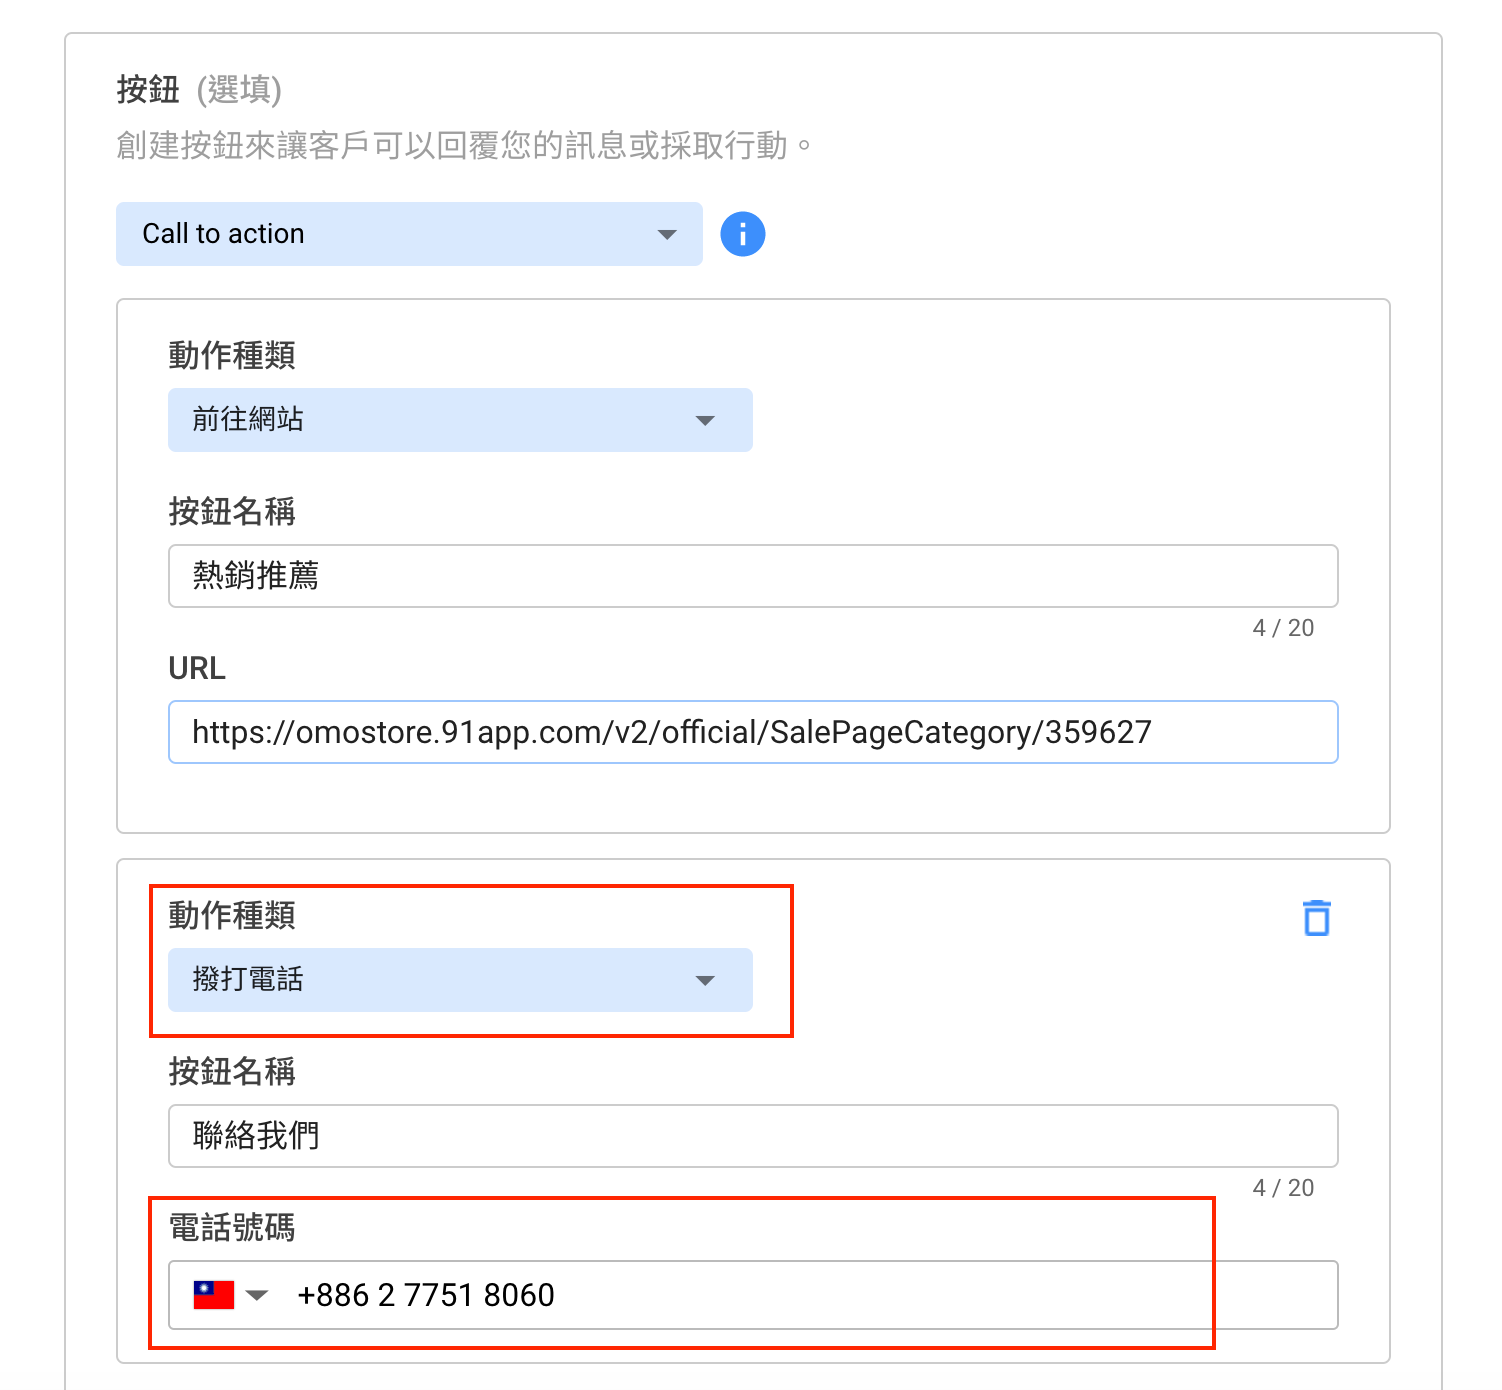 按鈕 (選填)
創建按鈕來讓客戶可以回覆您的訊息或採取行動。
Call to action
動作種類
前往網站
按鈕名稱
熱銷推薦
4 / 20
URL
https://omostore.91app.com/v2/official/SalePageCategory/359627
動作種類
撥打電話
按鈕名稱
聯絡我們
4 / 20
電話號碼
+886 2 7751 8060